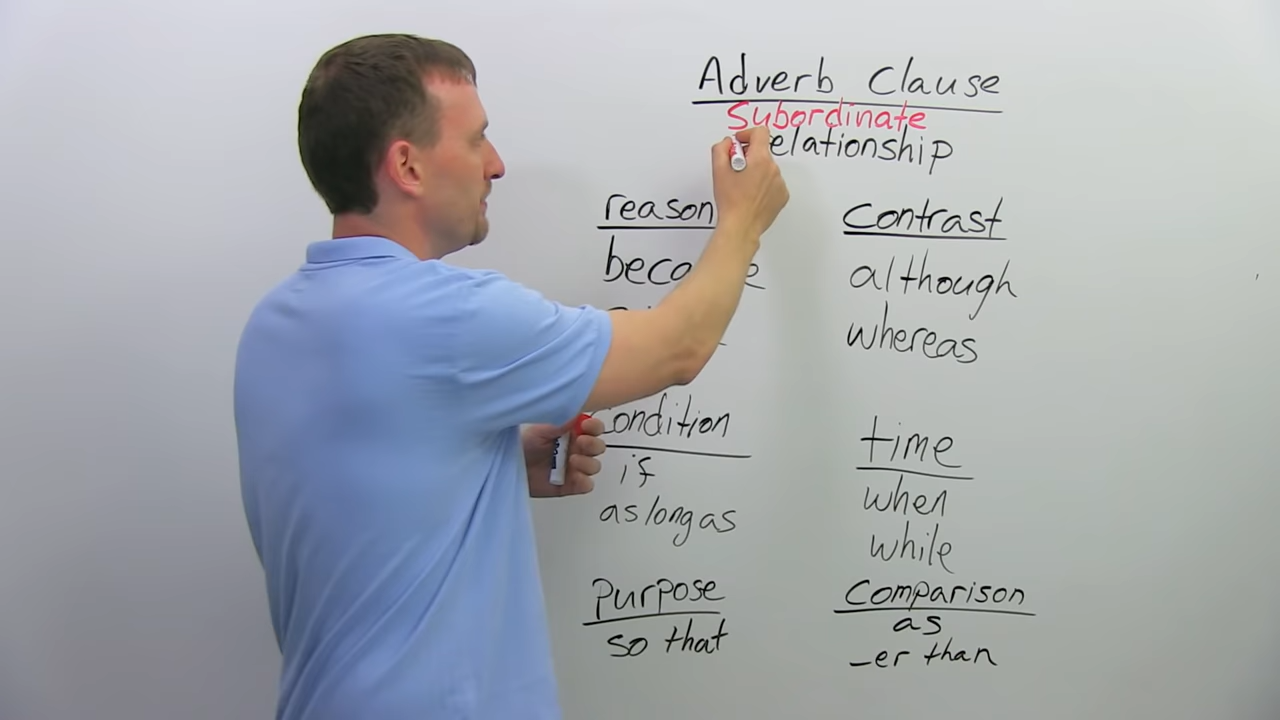 Adverb Clause
Subordinate
relationship
reason
contrast
although
whereas
condition
if
as long as
time
when
while
Purpose
so that
Comparison
as
-er than